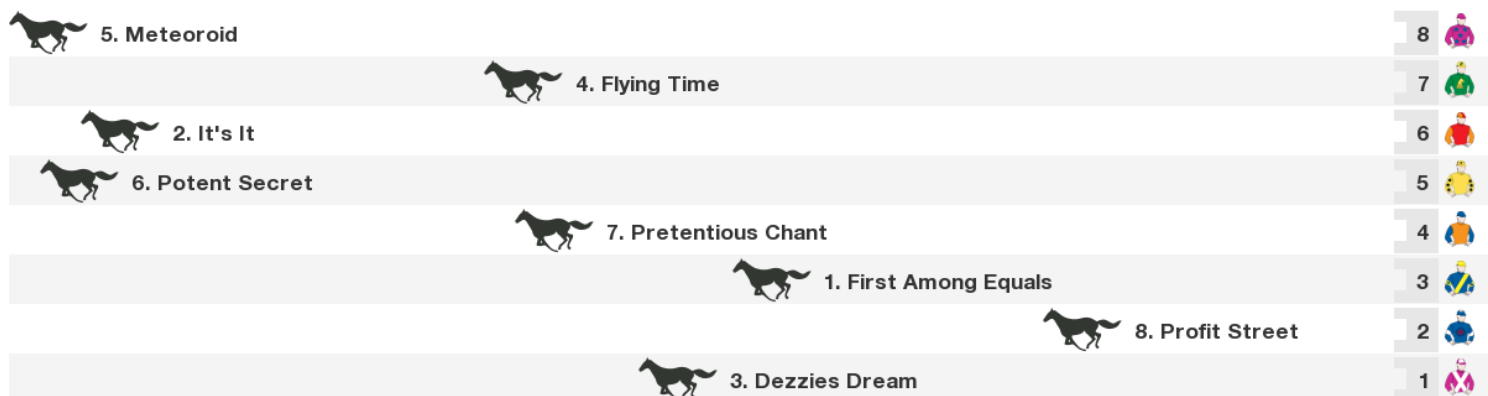 5. Meteoroid 8
4. Flying Time 7
2. It's It 6
6. Potent Secret 5
7. Pretentious Chant 4
1. First Among Equals 3
8. Profit Street 2
3. Dezzies Dream 1